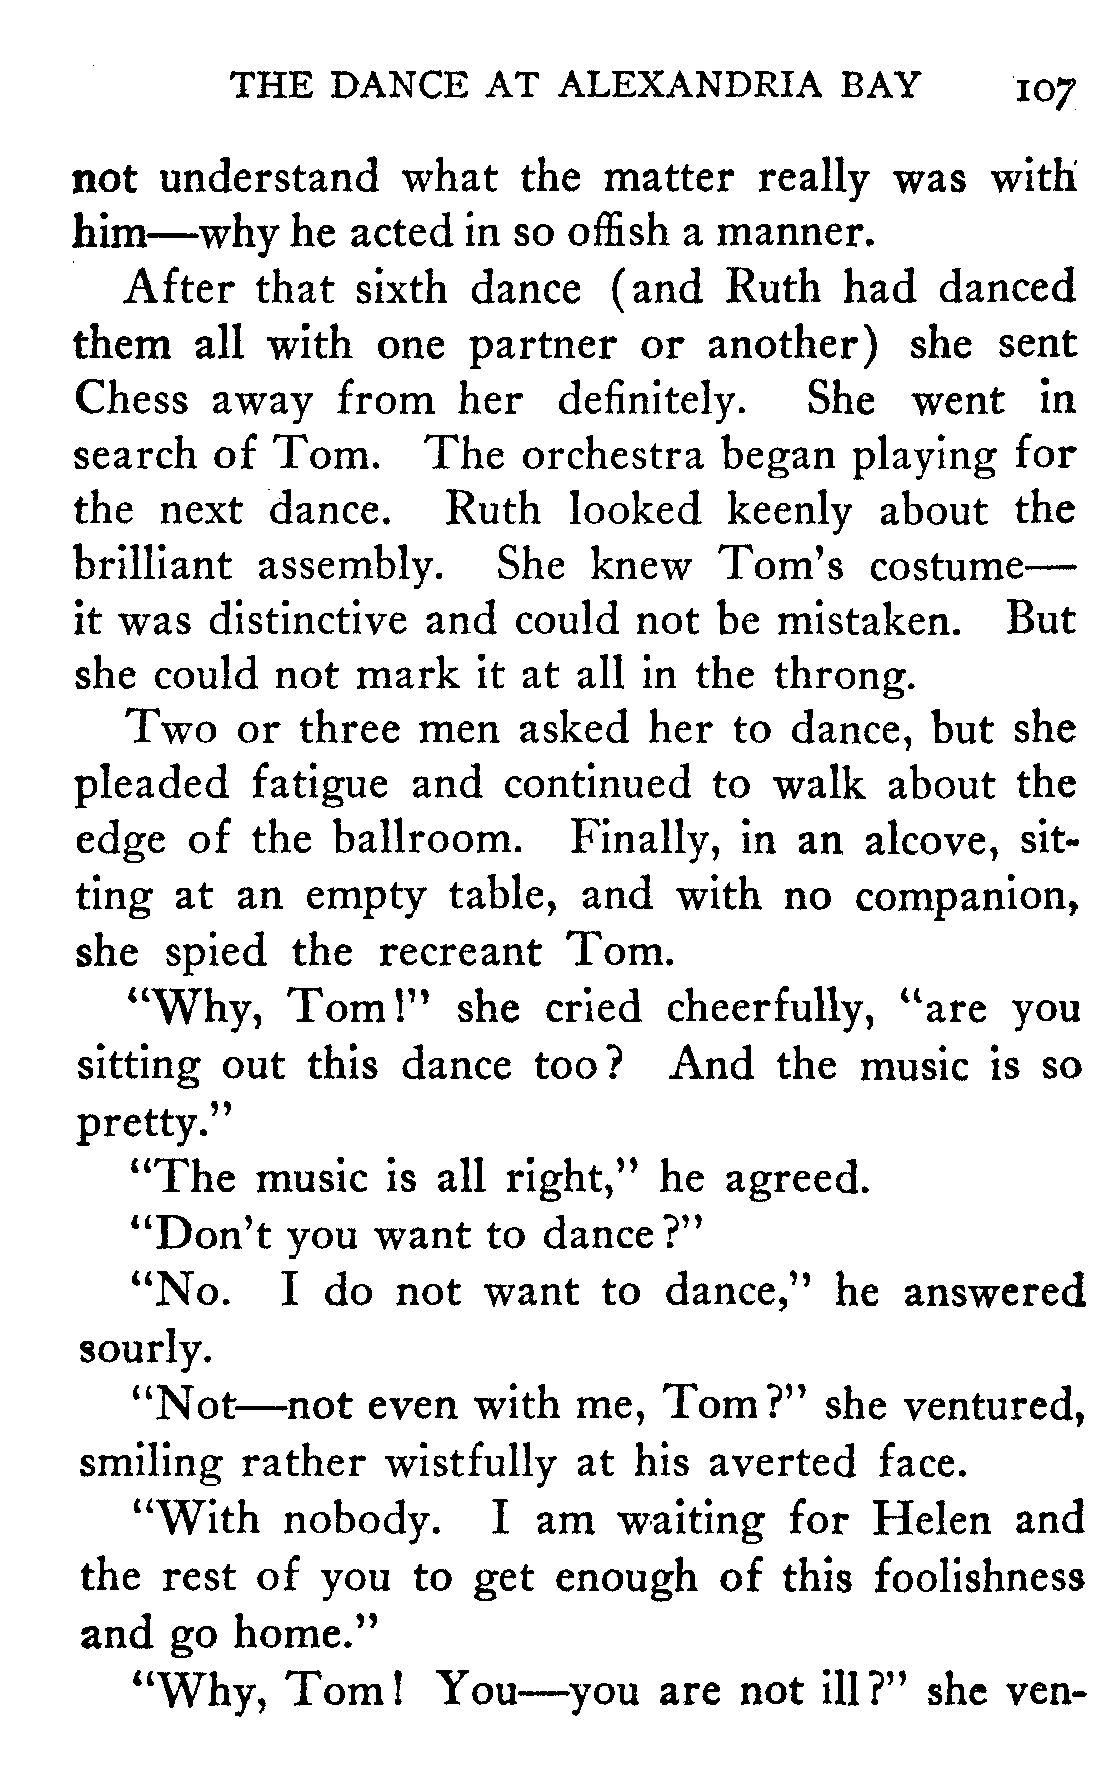 THE DANCE AT ALEXANDRIA BAY 107
not understand what the matter really was with
him—why he acted in so offish a manner.
After that sixth dance (and Ruth had danced
them all with one partner or another) she sent
Chess away from her definitely. She went in
search of Tom. The orchestra began playing for
the next dance. Ruth looked keenly about the
brilliant assembly. She knew Tom's costume—
it was distinctive and could not be mistaken. But
she could not mark it at all in the throng.
Two or three men asked her to dance, but she
pleaded fatigue and continued to walk about the
edge of the ballroom. Finally, in an alcove, sit-
ting at an empty table, and with no companion,
she spied the recreant Tom.
"Why, Tom!" she cried cheerfully, "are you
sitting out this dance too? And the music is so
pretty."
"The music is all right," he agreed.
"Don't you want to dance?"
"No. I do not want to dance," he answered
sourly.
"Not—not even with me, Tom?" she ventured,
smiling rather wistfully at his averted face.
"With nobody. I am waiting for Helen and
the rest of you to get enough of this foolishness
and go home."
"Why, Tom! You—you are not ill?" she ven-